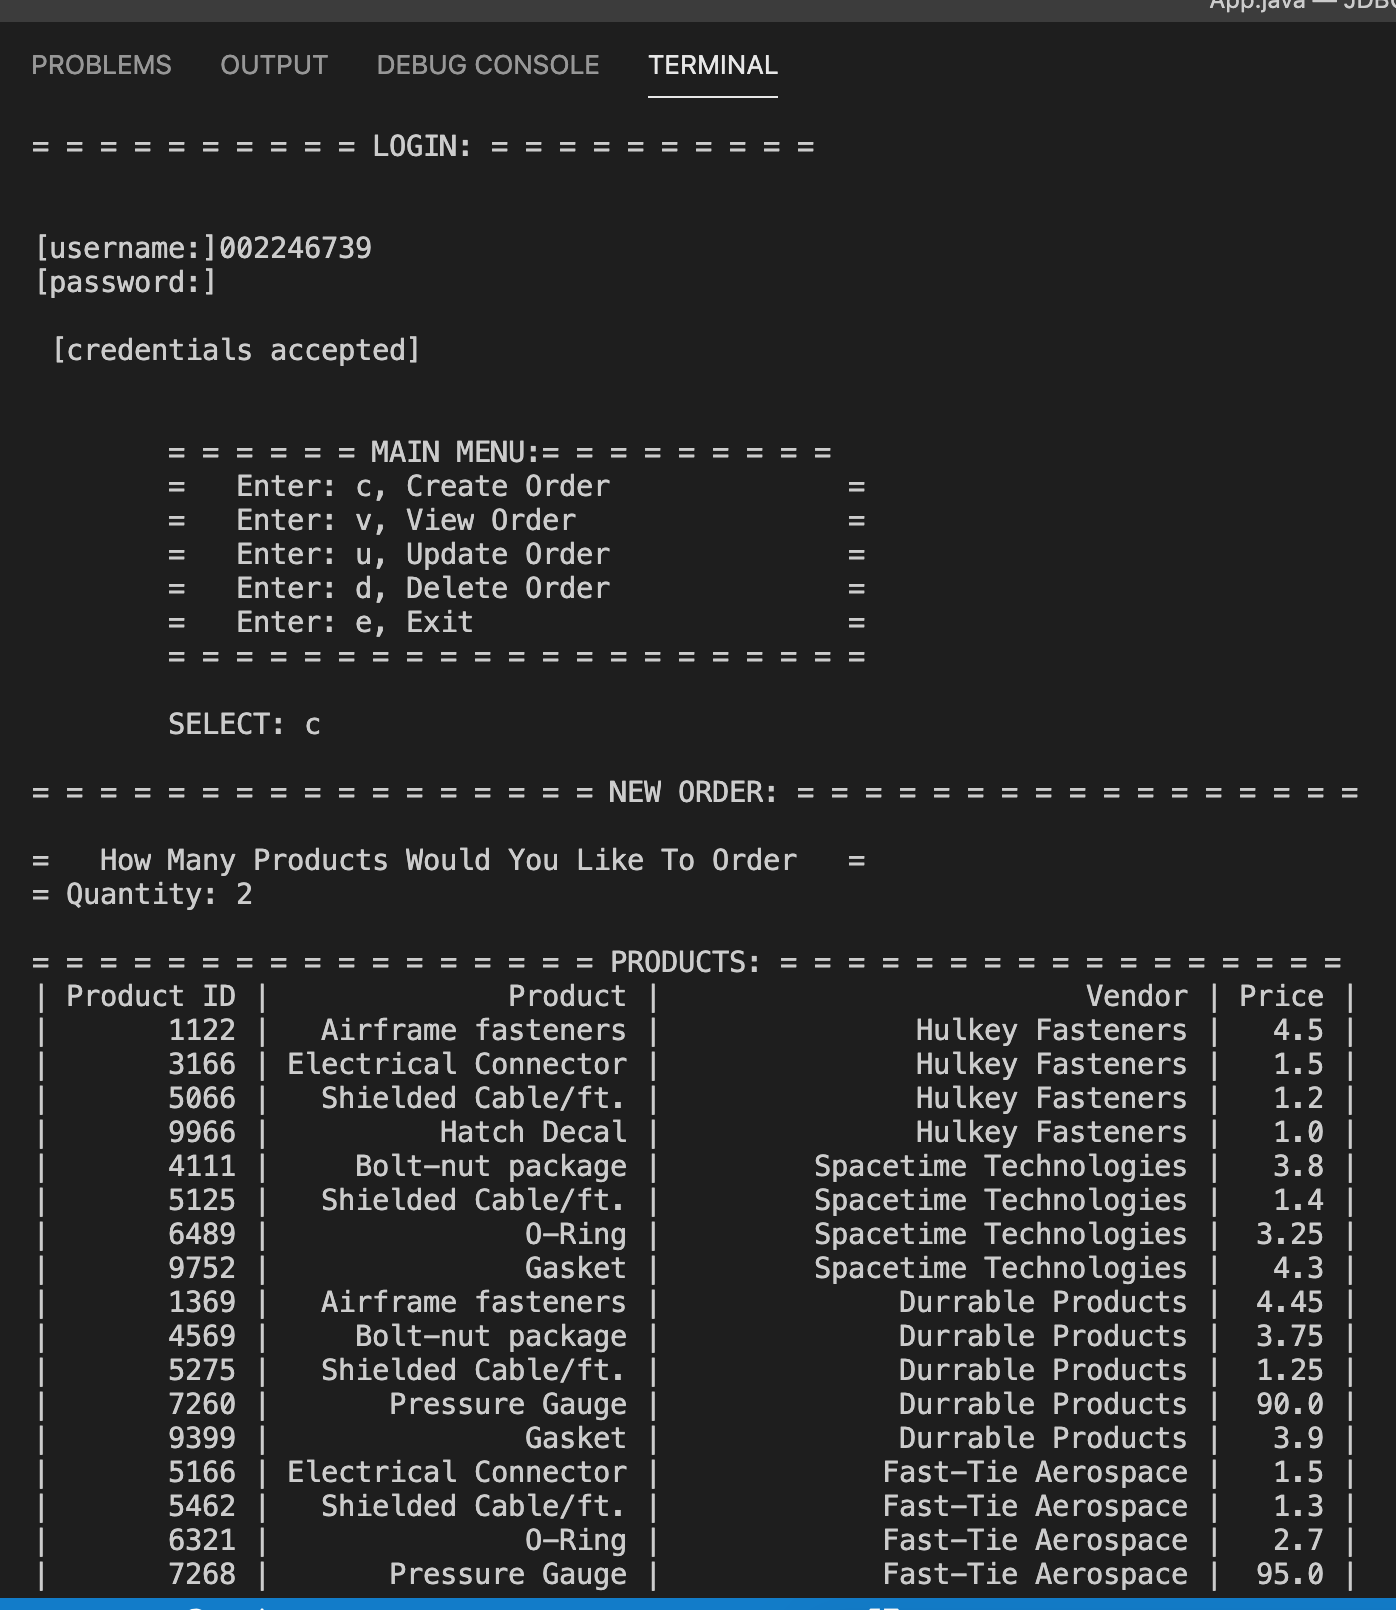 App.java — JDBC
PROBLEMS OUTPUT DEBUG CONSOLE TERMINAL
= = = = = = = = = = LOGIN: = = = = = = = = = =
[username:]002246739
[password:]
[credentials accepted]
= = = = = = MAIN MENU:= = = = = = = = =
= Enter: c, Create Order =
= Enter: v, View Order =
= Enter: u, Update Order =
= Enter: d, Delete Order =
= Enter: e, Exit =
= = = = = = = = = = = = = = = = = = = = =
SELECT: c
= = = = = = = = = = = = = = = = = NEW ORDER: = = = = = = = = = = = = = = = = =
= How Many Products Would You Like To Order =
= Quantity: 2
= = = = = = = = = = = = = = = = = PRODUCTS: = = = = = = = = = = = = = = = = =
| Product ID | Product | Vendor | Price |
| 1122 | Airframe fasteners | Hulkey Fasteners | 4.5 |
| 3166 | Electrical Connector | Hulkey Fasteners | 1.5 |
| 5066 | Shielded Cable/ft. | Hulkey Fasteners | 1.2 |
| 9966 | Hatch Decal | Hulkey Fasteners | 1.0 |
| 4111 | Bolt-nut package | Spacetime Technologies | 3.8 |
| 5125 | Shielded Cable/ft. | Spacetime Technologies | 1.4 |
| 6489 | O-Ring | Spacetime Technologies | 3.25 |
| 9752 | Gasket | Spacetime Technologies | 4.3 |
| 1369 | Airframe fasteners | Durrable Products | 4.45 |
| 4569 | Bolt-nut package | Durrable Products | 3.75 |
| 5275 | Shielded Cable/ft. | Durrable Products | 1.25 |
| 7260 | Pressure Gauge | Durrable Products | 90.0 |
| 9399 | Gasket | Durrable Products | 3.9 |
| 5166 | Electrical Connector | Fast-Tie Aerospace | 1.5 |
| 5462 | Shielded Cable/ft. | Fast-Tie Aerospace | 1.3 |
| 6321 | O-Ring | Fast-Tie Aerospace | 2.7 |
| 7268 | Pressure Gauge | Fast-Tie Aerospace | 95.0 |